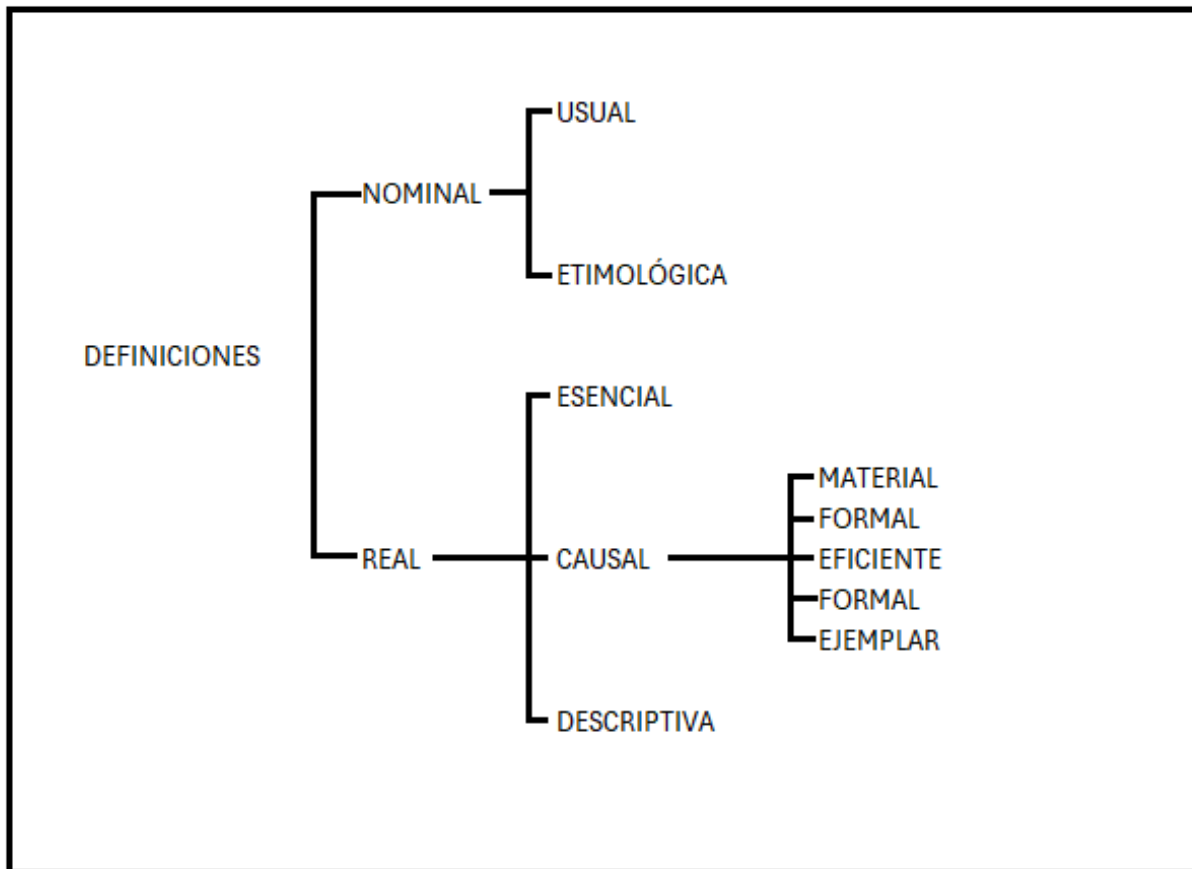 DEFINICIONES
NOMINAL
USUAL
ETIMOLÓGICA
REAL
ESENCIAL
CAUSAL
MATERIAL
FORMAL
EFICIENTE
FORMAL
EJEMPLAR
DESCRIPTIVA